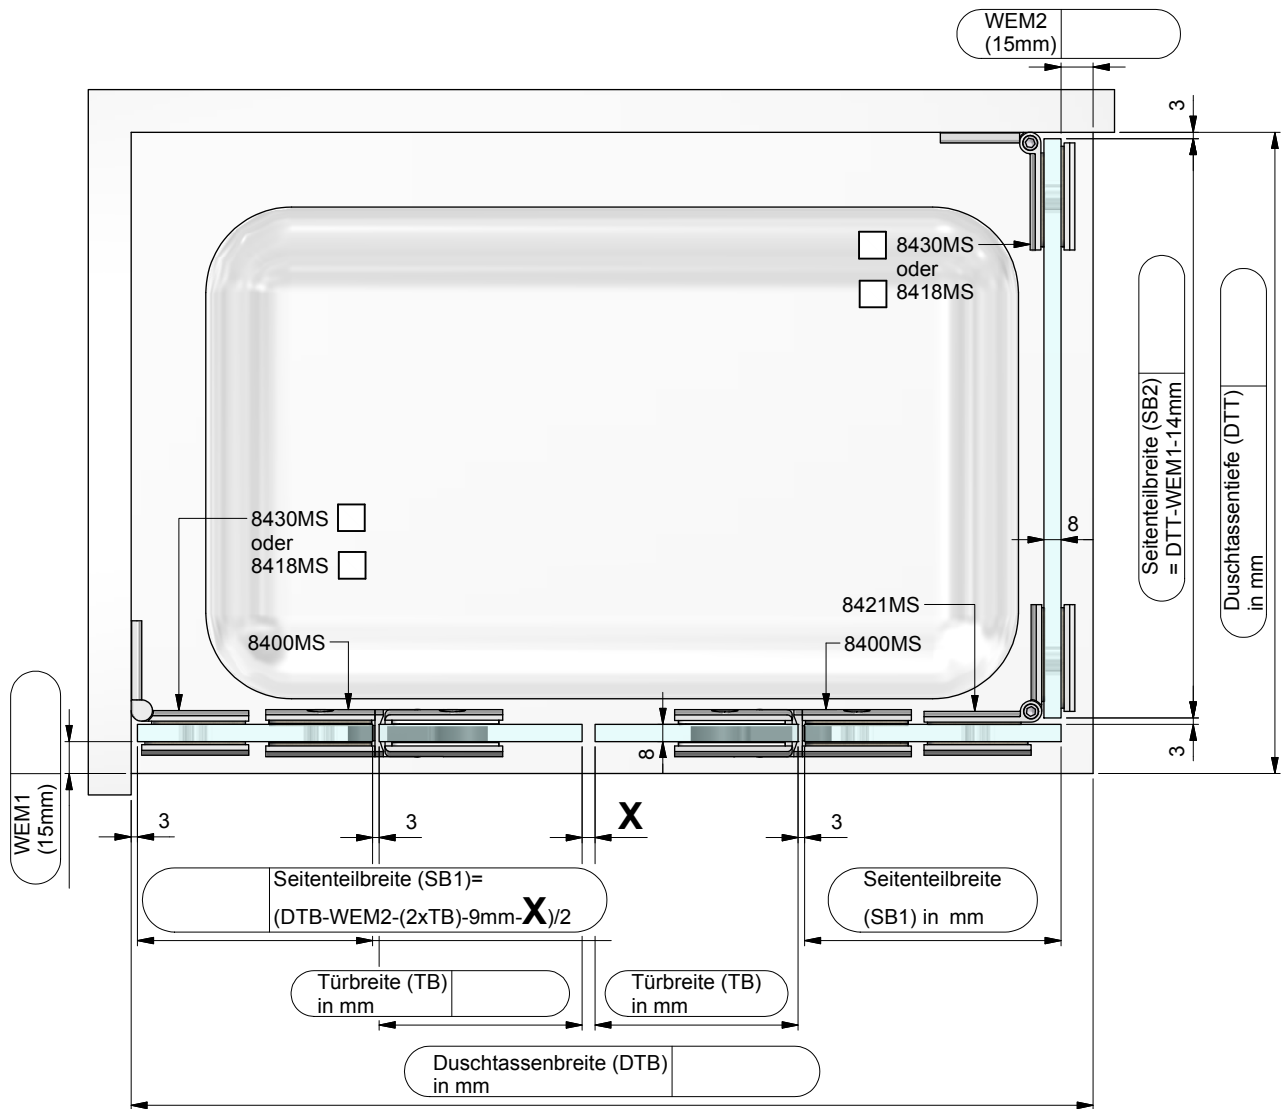 WEM2
(15mm)
3
8430MS
oder
8418MS
Seitenteilbreite (SB2)
= DTT-WEM1-14mm
Duschtassentiefe (DTT)
in mm
8430MS
oder
8418MS
8
8421MS
8400MS
8400MS
8
3
WEM1
(15mm)
3
3
X
3
Seitenteilbreite (SB1)=
(DTB-WEM2-(2xTB)-9mm-X)/2
Seitenteilbreite
(SB1) in mm
Türbreite (TB)
in mm
Türbreite (TB)
in mm
Duschtassenbreite (DTB)
in mm